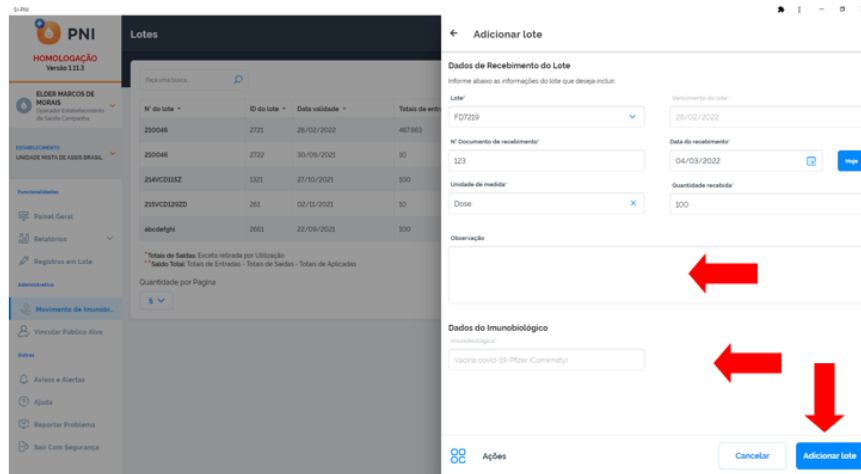 SI-PNI
PNI
HOMOLOGAÇÃO
Versão 1.11.3
ELDER MARCOS DE
MORAIS
Operador Estabelecimento
de Saúde Campanha
ESTABELECIMENTO
UNIDADE MISTA DE ASSIS BRASIL
Funcionalidades
Painel Geral
Relatórios
Registros em Lote
Administrativo
Movimento de Imunobi...
Vincular Público Alvo
Outras
Avisos e Alertas
Ajuda
Reportar Problema
Sair Com Segurança
Lotes
Faça uma busca...
N° do lote ID do lote Data validade Totais de entr
210046 2721 28/02/2022 467.863
210046 2722 30/09/2021 10
214VCD115Z 1321 27/10/2021 100
215VCD129ZD 261 02/11/2021 10
abcdefghi 2661 22/09/2021 100
*Totais de Saídas: Exceto retirada por Utilização
**Saldo Total: Totais de Entradas - Totais de Saídas - Totais de Aplicadas
Quantidade por Página
5
Adicionar lote
Dados de Recebimento do Lote
Informe abaixo as informações do lote que deseja incluir
Lote* Vencimento do lote*
FD7219 28/02/2022
N° Documento de recebimento* Data do recebimento*
123 04/03/2022 Hoje
Unidade de medida* Quantidade recebida*
Dose 100
Observação
Dados do Imunobiológico
Imunobiológico*
Vacina covid-19-Pfizer (Comirnaty)
Ações Cancelar Adicionar lote